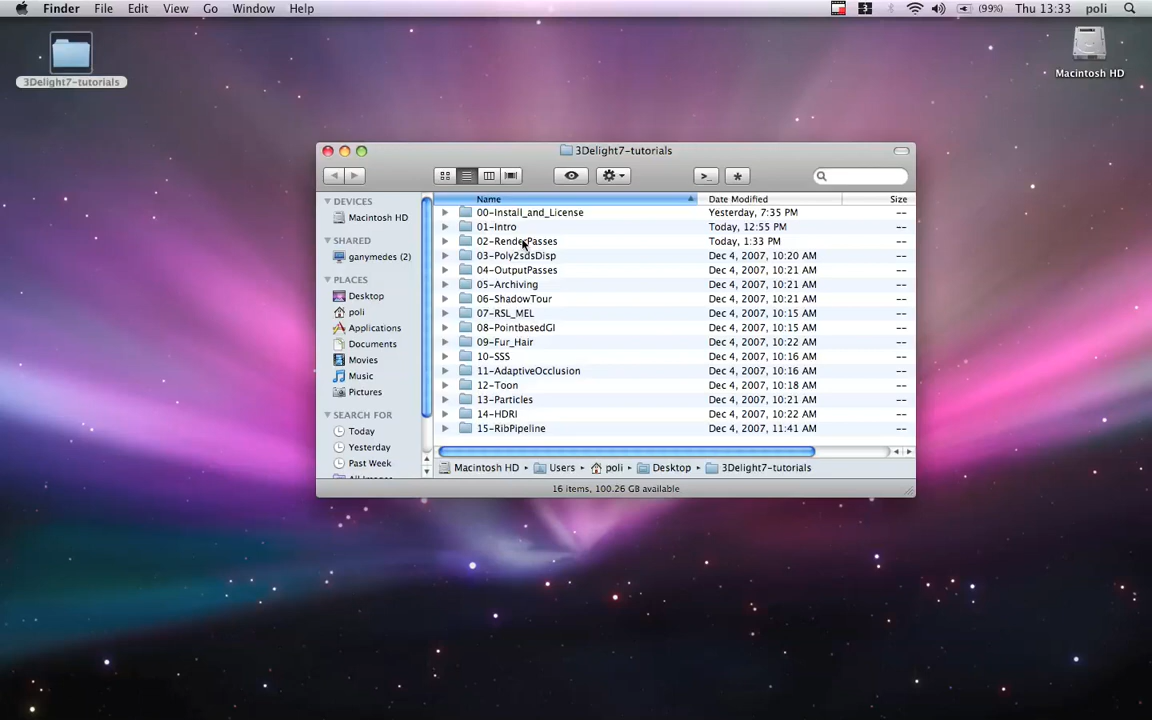 Finder File Edit View Go Window Help (99%) Thu 13:33 poli
3Delight7-tutorials
Macintosh HD
3Delight7-tutorials
DEVICES
Macintosh HD
SHARED
ganymedes (2)
PLACES
Desktop
poli
Applications
Documents
Movies
Music
Pictures
SEARCH FOR
Today
Yesterday
Past Week
Name Date Modified Size
00-Install_and_License Yesterday, 7:35 PM --
01-Intro Today, 12:55 PM --
02-RenderPasses Today, 1:33 PM --
03-Poly2sdsDisp Dec 4, 2007, 10:20 AM --
04-OutputPasses Dec 4, 2007, 10:21 AM --
05-Archiving Dec 4, 2007, 10:21 AM --
06-ShadowTour Dec 4, 2007, 10:21 AM --
07-RSL_MEL Dec 4, 2007, 10:15 AM --
08-PointbasedGI Dec 4, 2007, 10:15 AM --
09-Fur_Hair Dec 4, 2007, 10:22 AM --
10-SSS Dec 4, 2007, 10:16 AM --
11-AdaptiveOcclusion Dec 4, 2007, 10:16 AM --
12-Toon Dec 4, 2007, 10:18 AM --
13-Particles Dec 4, 2007, 10:21 AM --
14-HDRI Dec 4, 2007, 10:22 AM --
15-RibPipeline Dec 4, 2007, 11:41 AM --
Macintosh HD Users poli Desktop 3Delight7-tutorials
16 items, 100.26 GB available